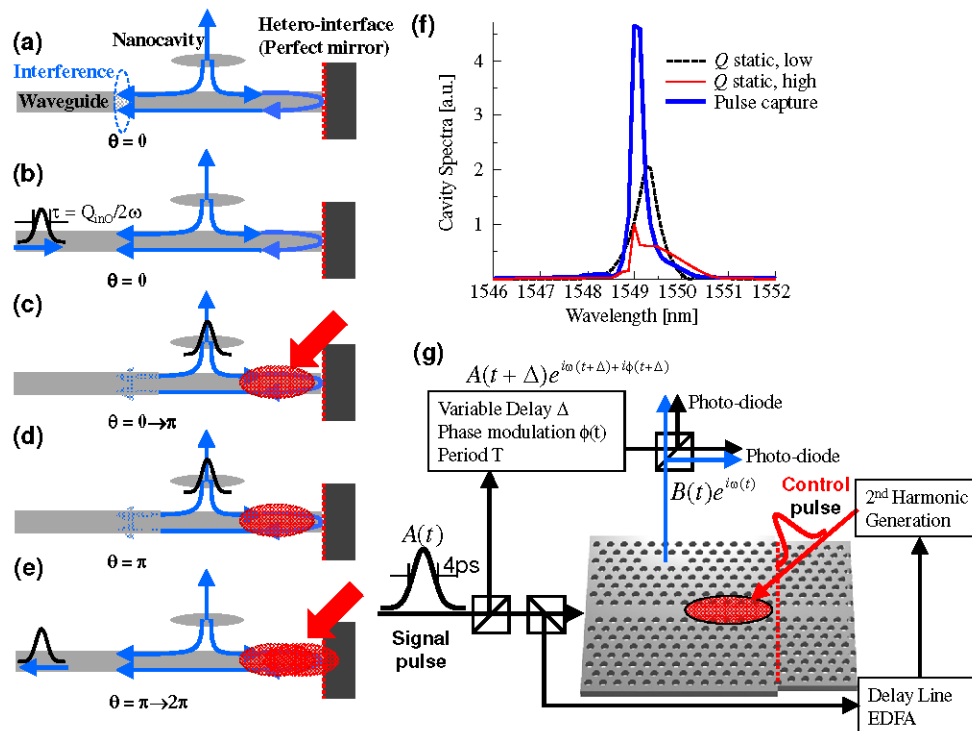 (a)
Nanocavity
Hetero-interface
(Perfect mirror)
Interference
Waveguide
θ = 0
(b)
τ = Q_inO/2ω
θ = 0
(c)
θ = 0→π
(d)
θ = π
(e)
θ = π→2π
(f)
Cavity Spectra [a.u.]
4
3
2
1
Q static, low
Q static, high
Pulse capture
1546 1547 1548 1549 1550 1551 1552
Wavelength [nm]
(g)
A(t + Δ)e^{iω(t+Δ)+iϕ(t+Δ)}
Variable Delay Δ
Phase modulation ϕ(t)
Period T
Photo-diode
Photo-diode
B(t)e^{iω(t)}
Control
pulse
2nd Harmonic
Generation
A(t)
4ps
Signal
pulse
Delay Line
EDFA